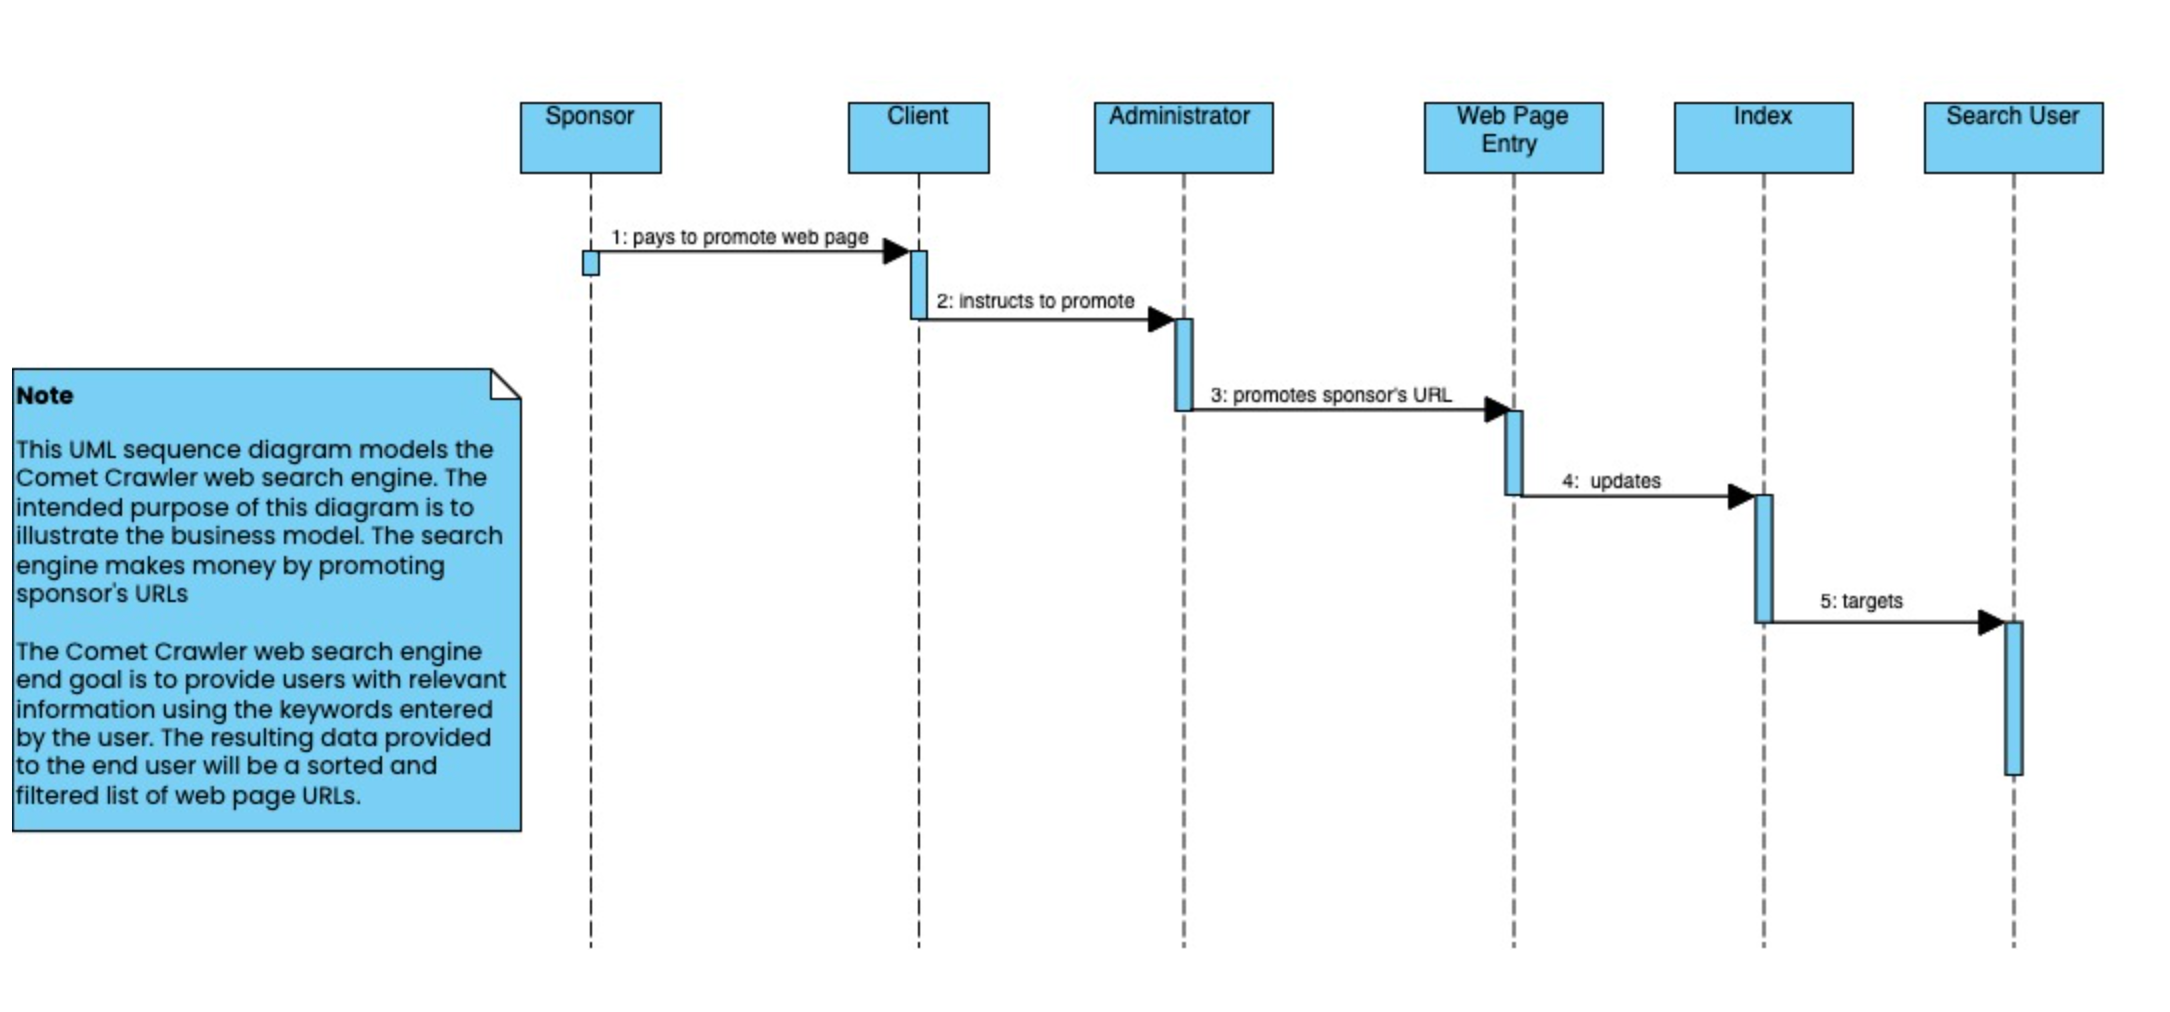 Sponsor
Client
Administrator
Web Page
Entry
Index
Search User
1: pays to promote web page
2: instructs to promote
3: promotes sponsor's URL
4:  updates
5: targets
Note
This UML sequence diagram models the
Comet Crawler web search engine. The
intended purpose of this diagram is to
illustrate the business model. The search
engine makes money by promoting
sponsor's URLs
The Comet Crawler web search engine
end goal is to provide users with relevant
information using the keywords entered
by the user. The resulting data provided
to the end user will be a sorted and
filtered list of web page URLs.